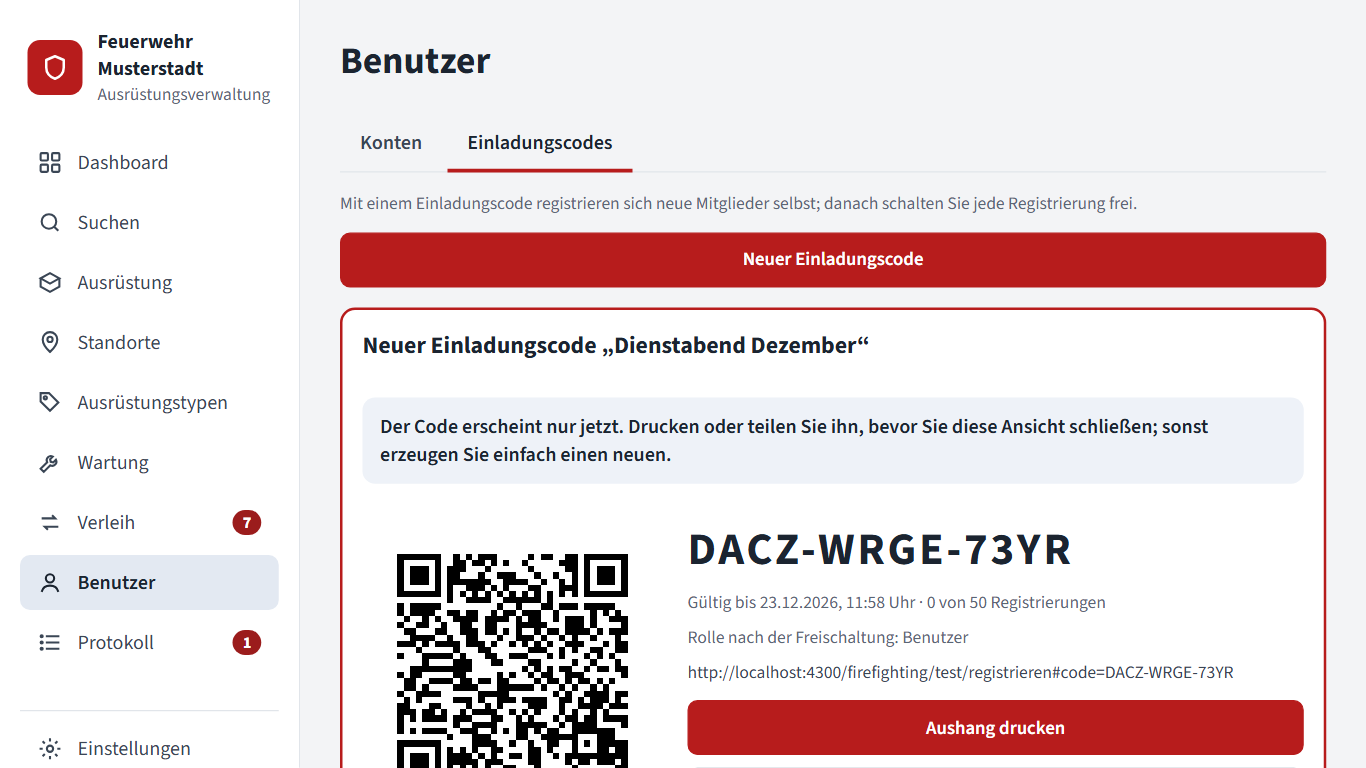 Feuerwehr
Musterstadt
Ausrüstungsverwaltung
Dashboard
Suchen
Ausrüstung
Standorte
Ausrüstungstypen
Wartung
Verleih 7
Benutzer
Protokoll 1
Einstellungen
Benutzer
Konten Einladungscodes
Mit einem Einladungscode registrieren sich neue Mitglieder selbst; danach schalten Sie jede Registrierung frei.
Neuer Einladungscode
Neuer Einladungscode „Dienstabend Dezember“
Der Code erscheint nur jetzt. Drucken oder teilen Sie ihn, bevor Sie diese Ansicht schließen; sonst
erzeugen Sie einfach einen neuen.
DACZ-WRGE-73YR
Gültig bis 23.12.2026, 11:58 Uhr · 0 von 50 Registrierungen
Rolle nach der Freischaltung: Benutzer
http://localhost:4300/firefighting/test/registrieren#code=DACZ-WRGE-73YR
Aushang drucken